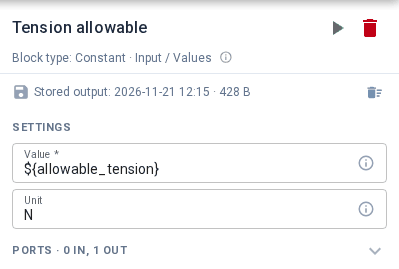 Tension allowable
Block type: Constant · Input / Values
Stored output: 2026-11-21 12:15 · 428 B
SETTINGS
Value *
${allowable_tension}
Unit
N
PORTS · 0 IN, 1 OUT